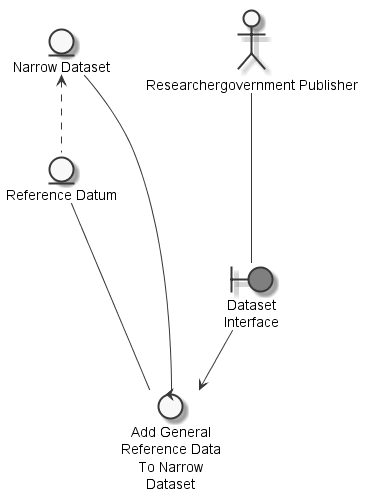 Narrow Dataset
Researchergovernment Publisher
Reference Datum
Dataset
Interface
Add General
Reference Data
To Narrow
Dataset